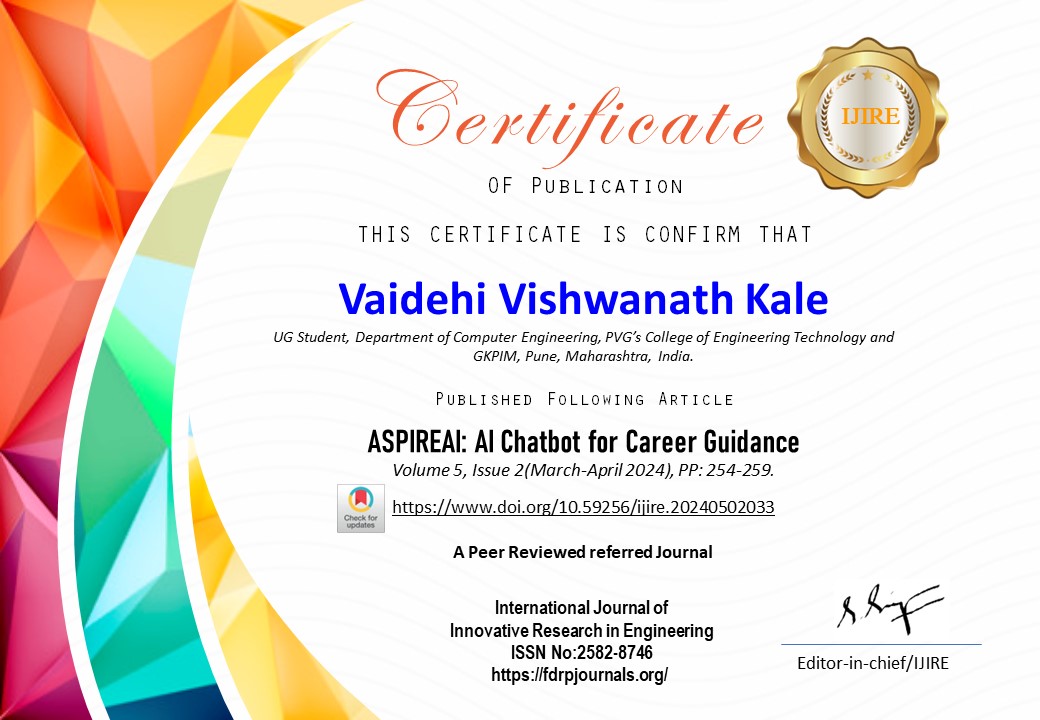 Certificate
IJIRE
OF PUBLICATION
THIS CERTIFICATE IS CONFIRM THAT
Vaidehi Vishwanath Kale
UG Student, Department of Computer Engineering, PVG’s College of Engineering Technology and
GKPIM, Pune, Maharashtra, India.
PUBLISHED FOLLOWING ARTICLE
ASPIREAI: AI Chatbot for Career Guidance
Volume 5, Issue 2(March-April 2024), PP: 254-259.
Check for
updates
https://www.doi.org/10.59256/ijire.20240502033
A Peer Reviewed referred Journal
International Journal of
Innovative Research in Engineering
ISSN No:2582-8746
https://fdrpjournals.org/
Editor-in-chief/IJIRE